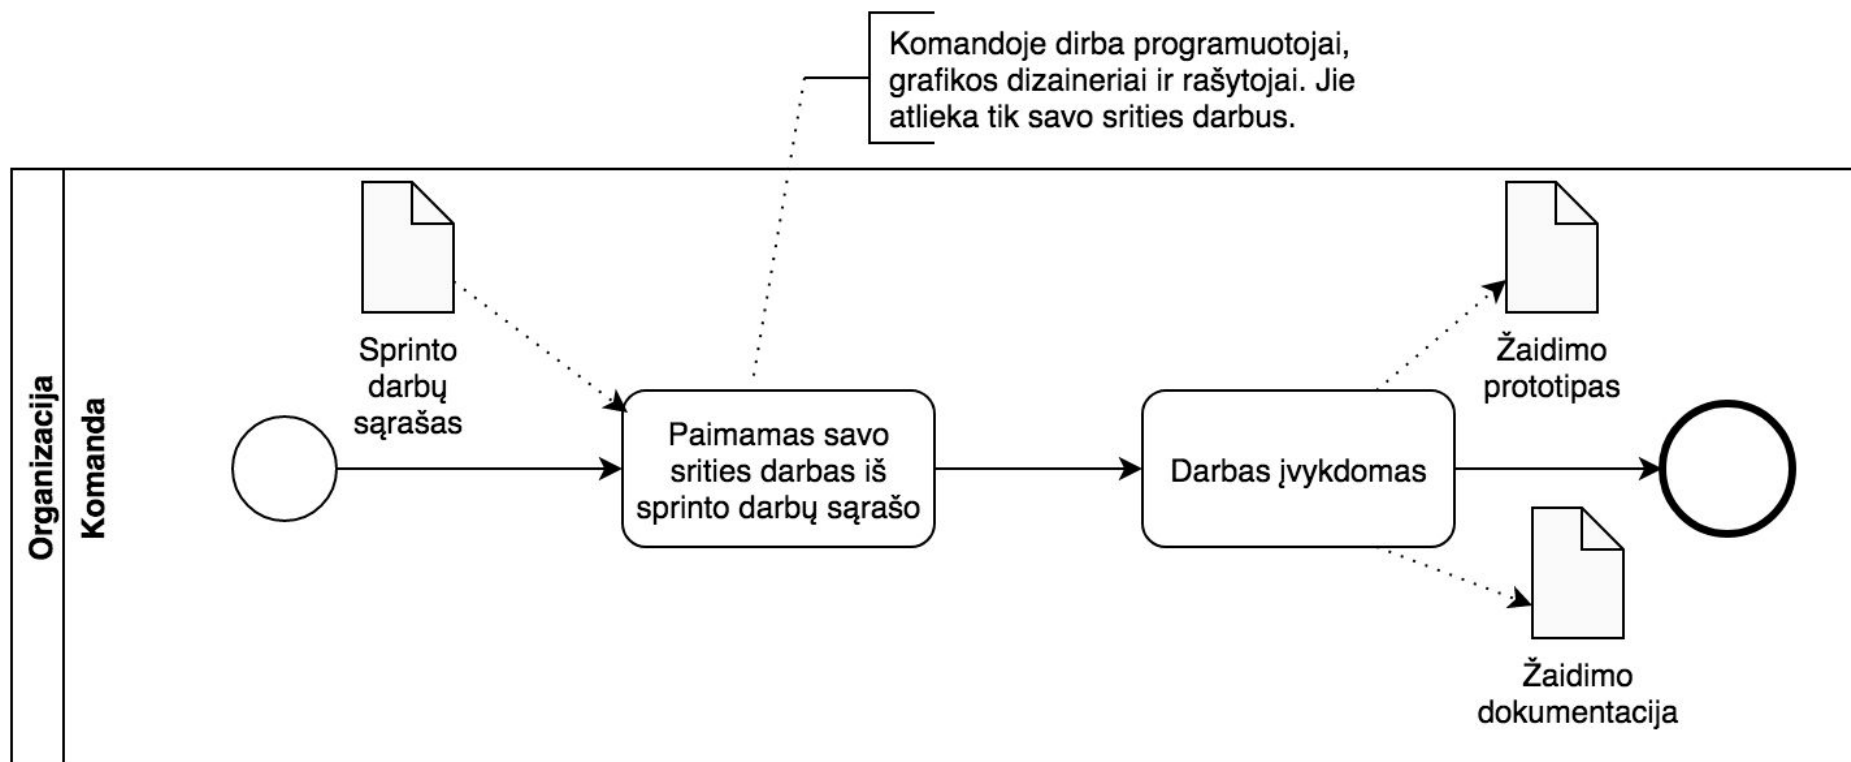 Komandoje dirba programuotojai,
grafikos dizaineriai ir rašytojai. Jie
atlieka tik savo srities darbus.
Organizacija
Komanda
Sprinto
darbų
sąrašas
Paimamas savo
srities darbas iš
sprinto darbų sąrašo
Darbas įvykdomas
Žaidimo
prototipas
Žaidimo
dokumentacija